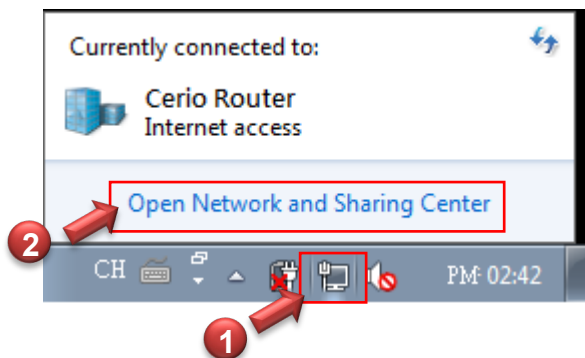 Currently connected to:
Cerio Router
Internet access
Open Network and Sharing Center
2
CH
PM 02:42
1